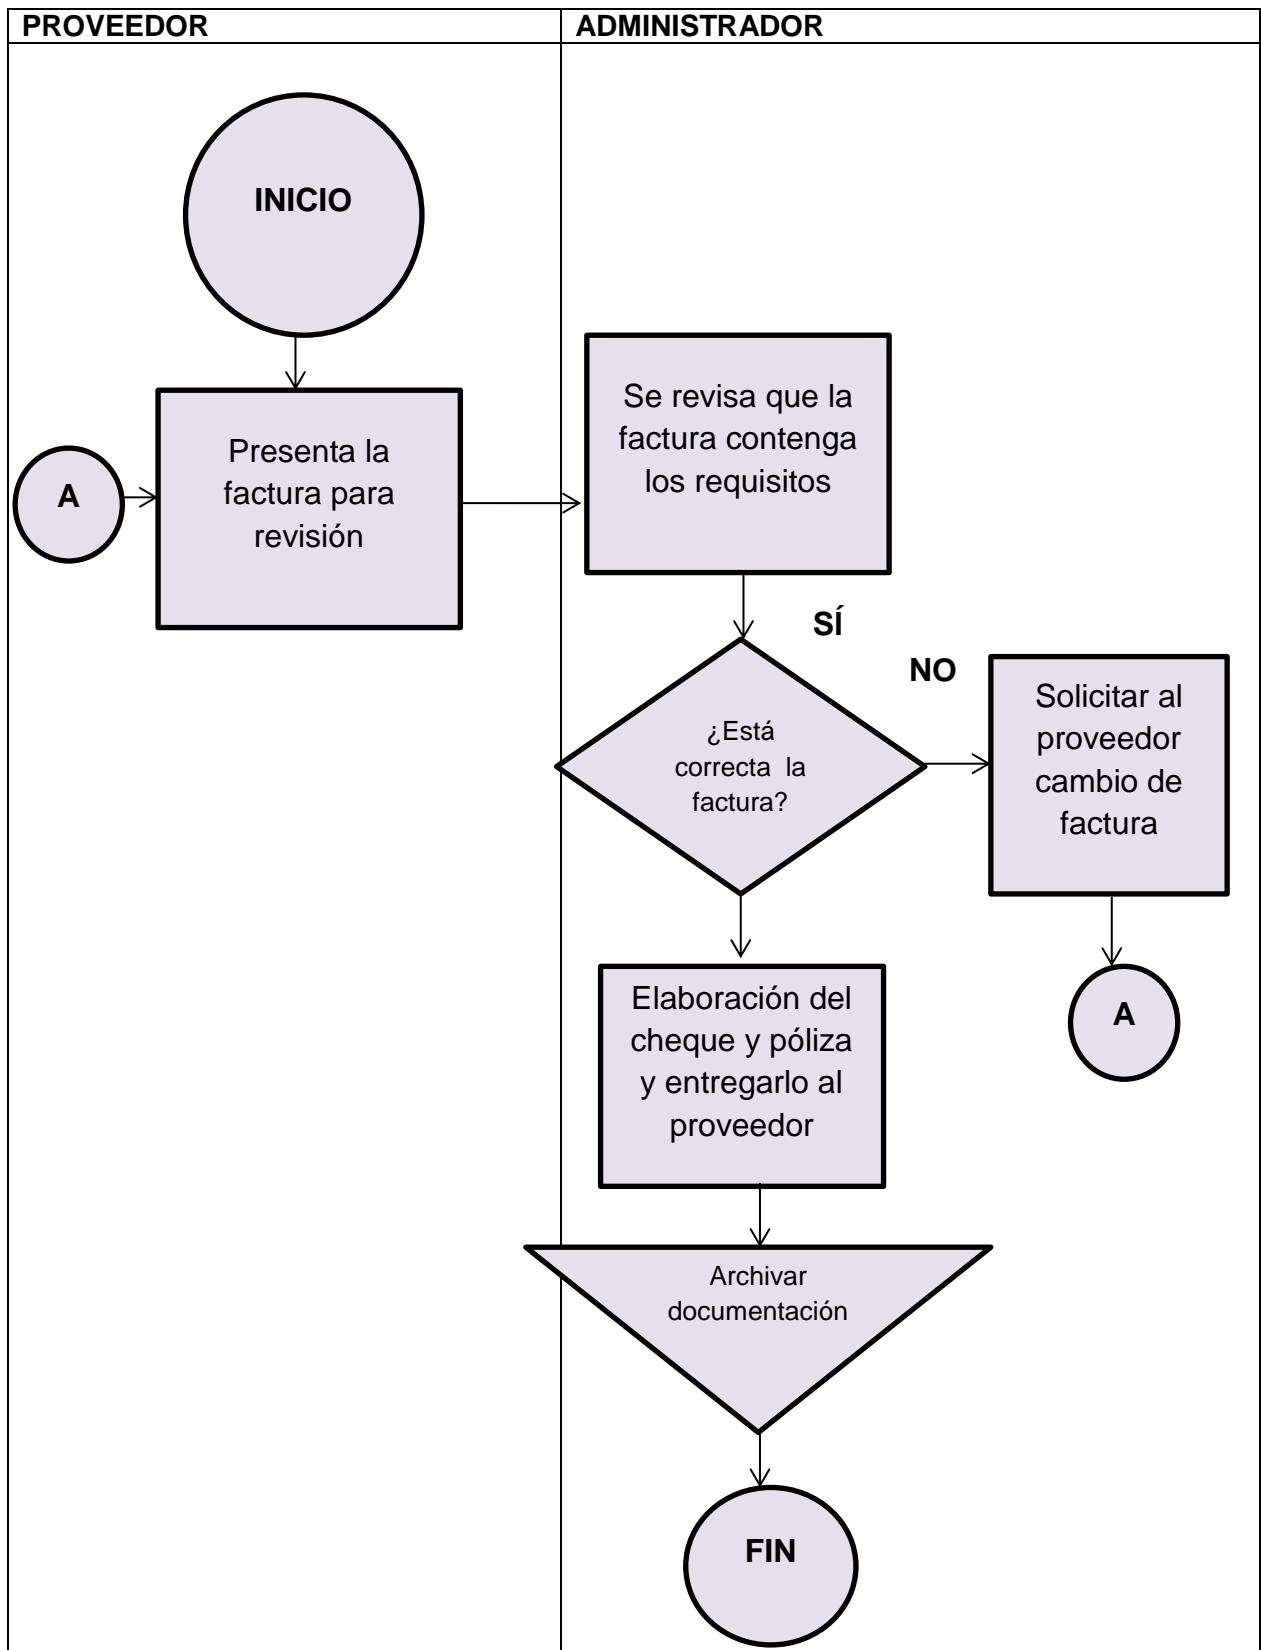 PROVEEDOR
ADMINISTRADOR
INICIO
A
Presenta la
factura para
revisión
Se revisa que la
factura contenga
los requisitos
SÍ
¿Está
correcta la
factura?
NO
Solicitar al
proveedor
cambio de
factura
A
Elaboración del
cheque y póliza
y entregarlo al
proveedor
Archivar
documentación
FIN